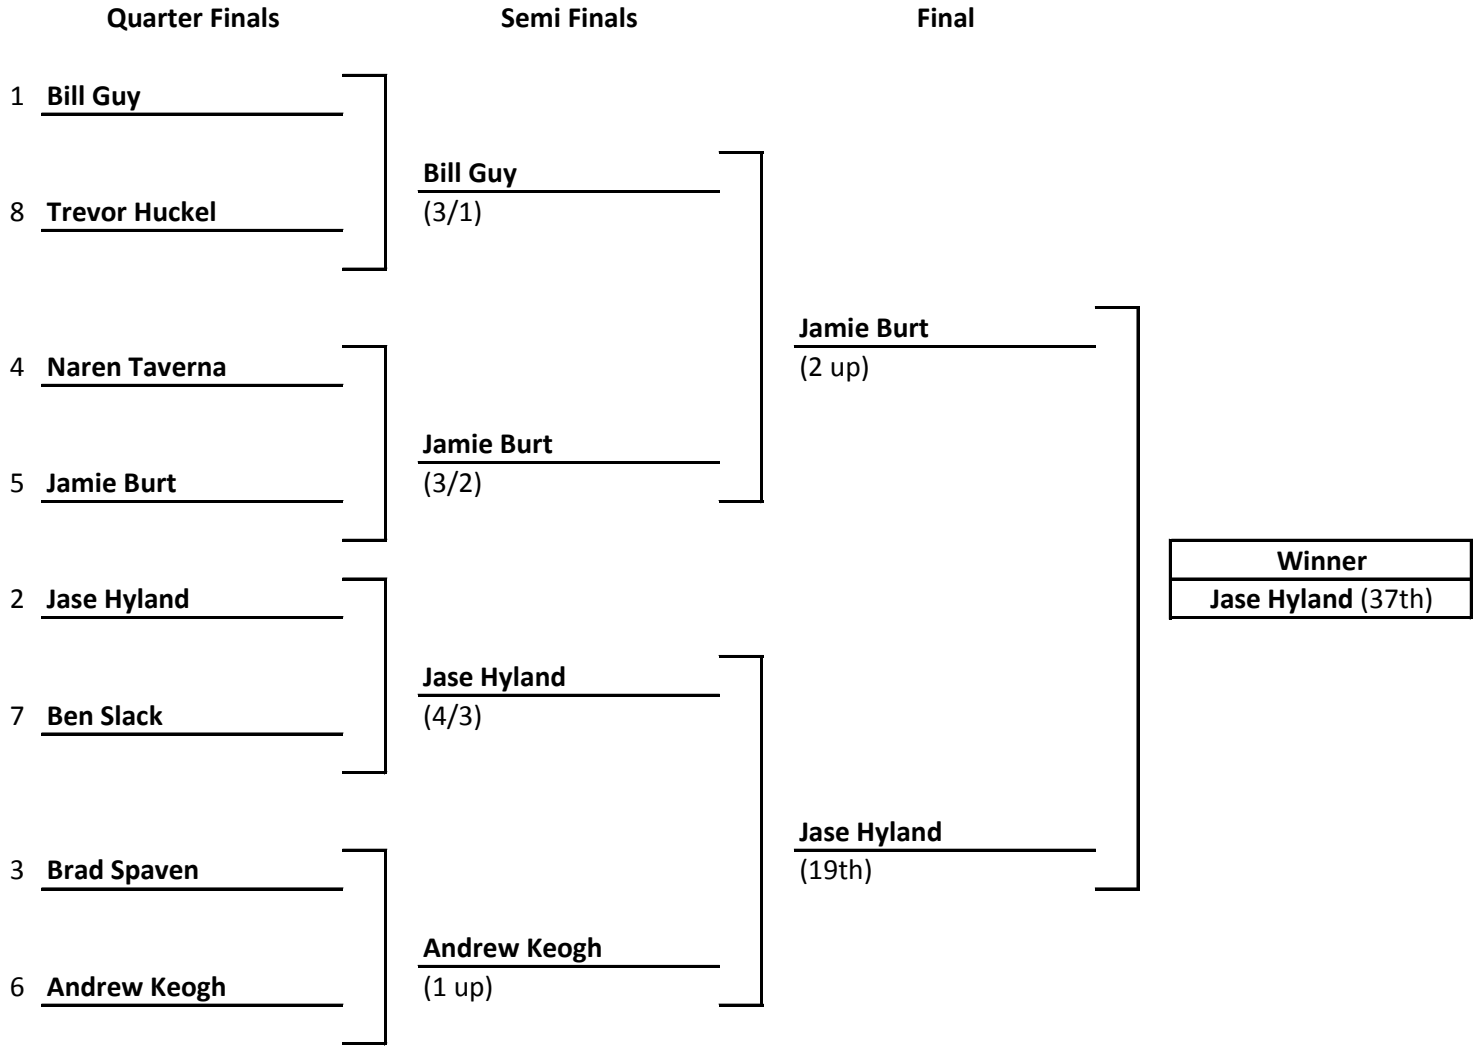 Quarter Finals Semi Finals Final
1 Bill Guy
Bill Guy
8 Trevor Huckel (3/1)
Jamie Burt
4 Naren Taverna (2 up)
Jamie Burt
5 Jamie Burt (3/2)
Winner
2 Jase Hyland Jase Hyland (37th)
Jase Hyland
7 Ben Slack (4/3)
Jase Hyland
3 Brad Spaven (19th)
Andrew Keogh
6 Andrew Keogh (1 up)